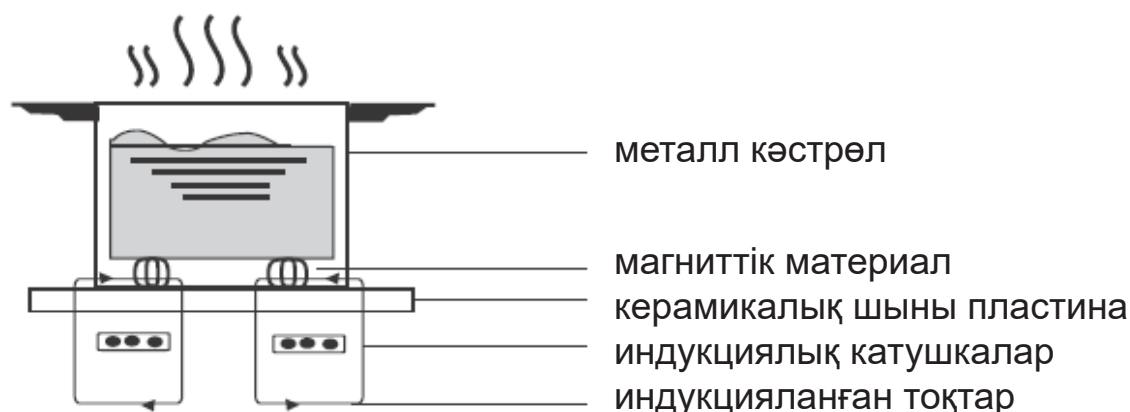 металл кәстрөл
магниттік материал
керамикалық шыны пластина
индукциялық катушкалар
индукцияланған тоқтар